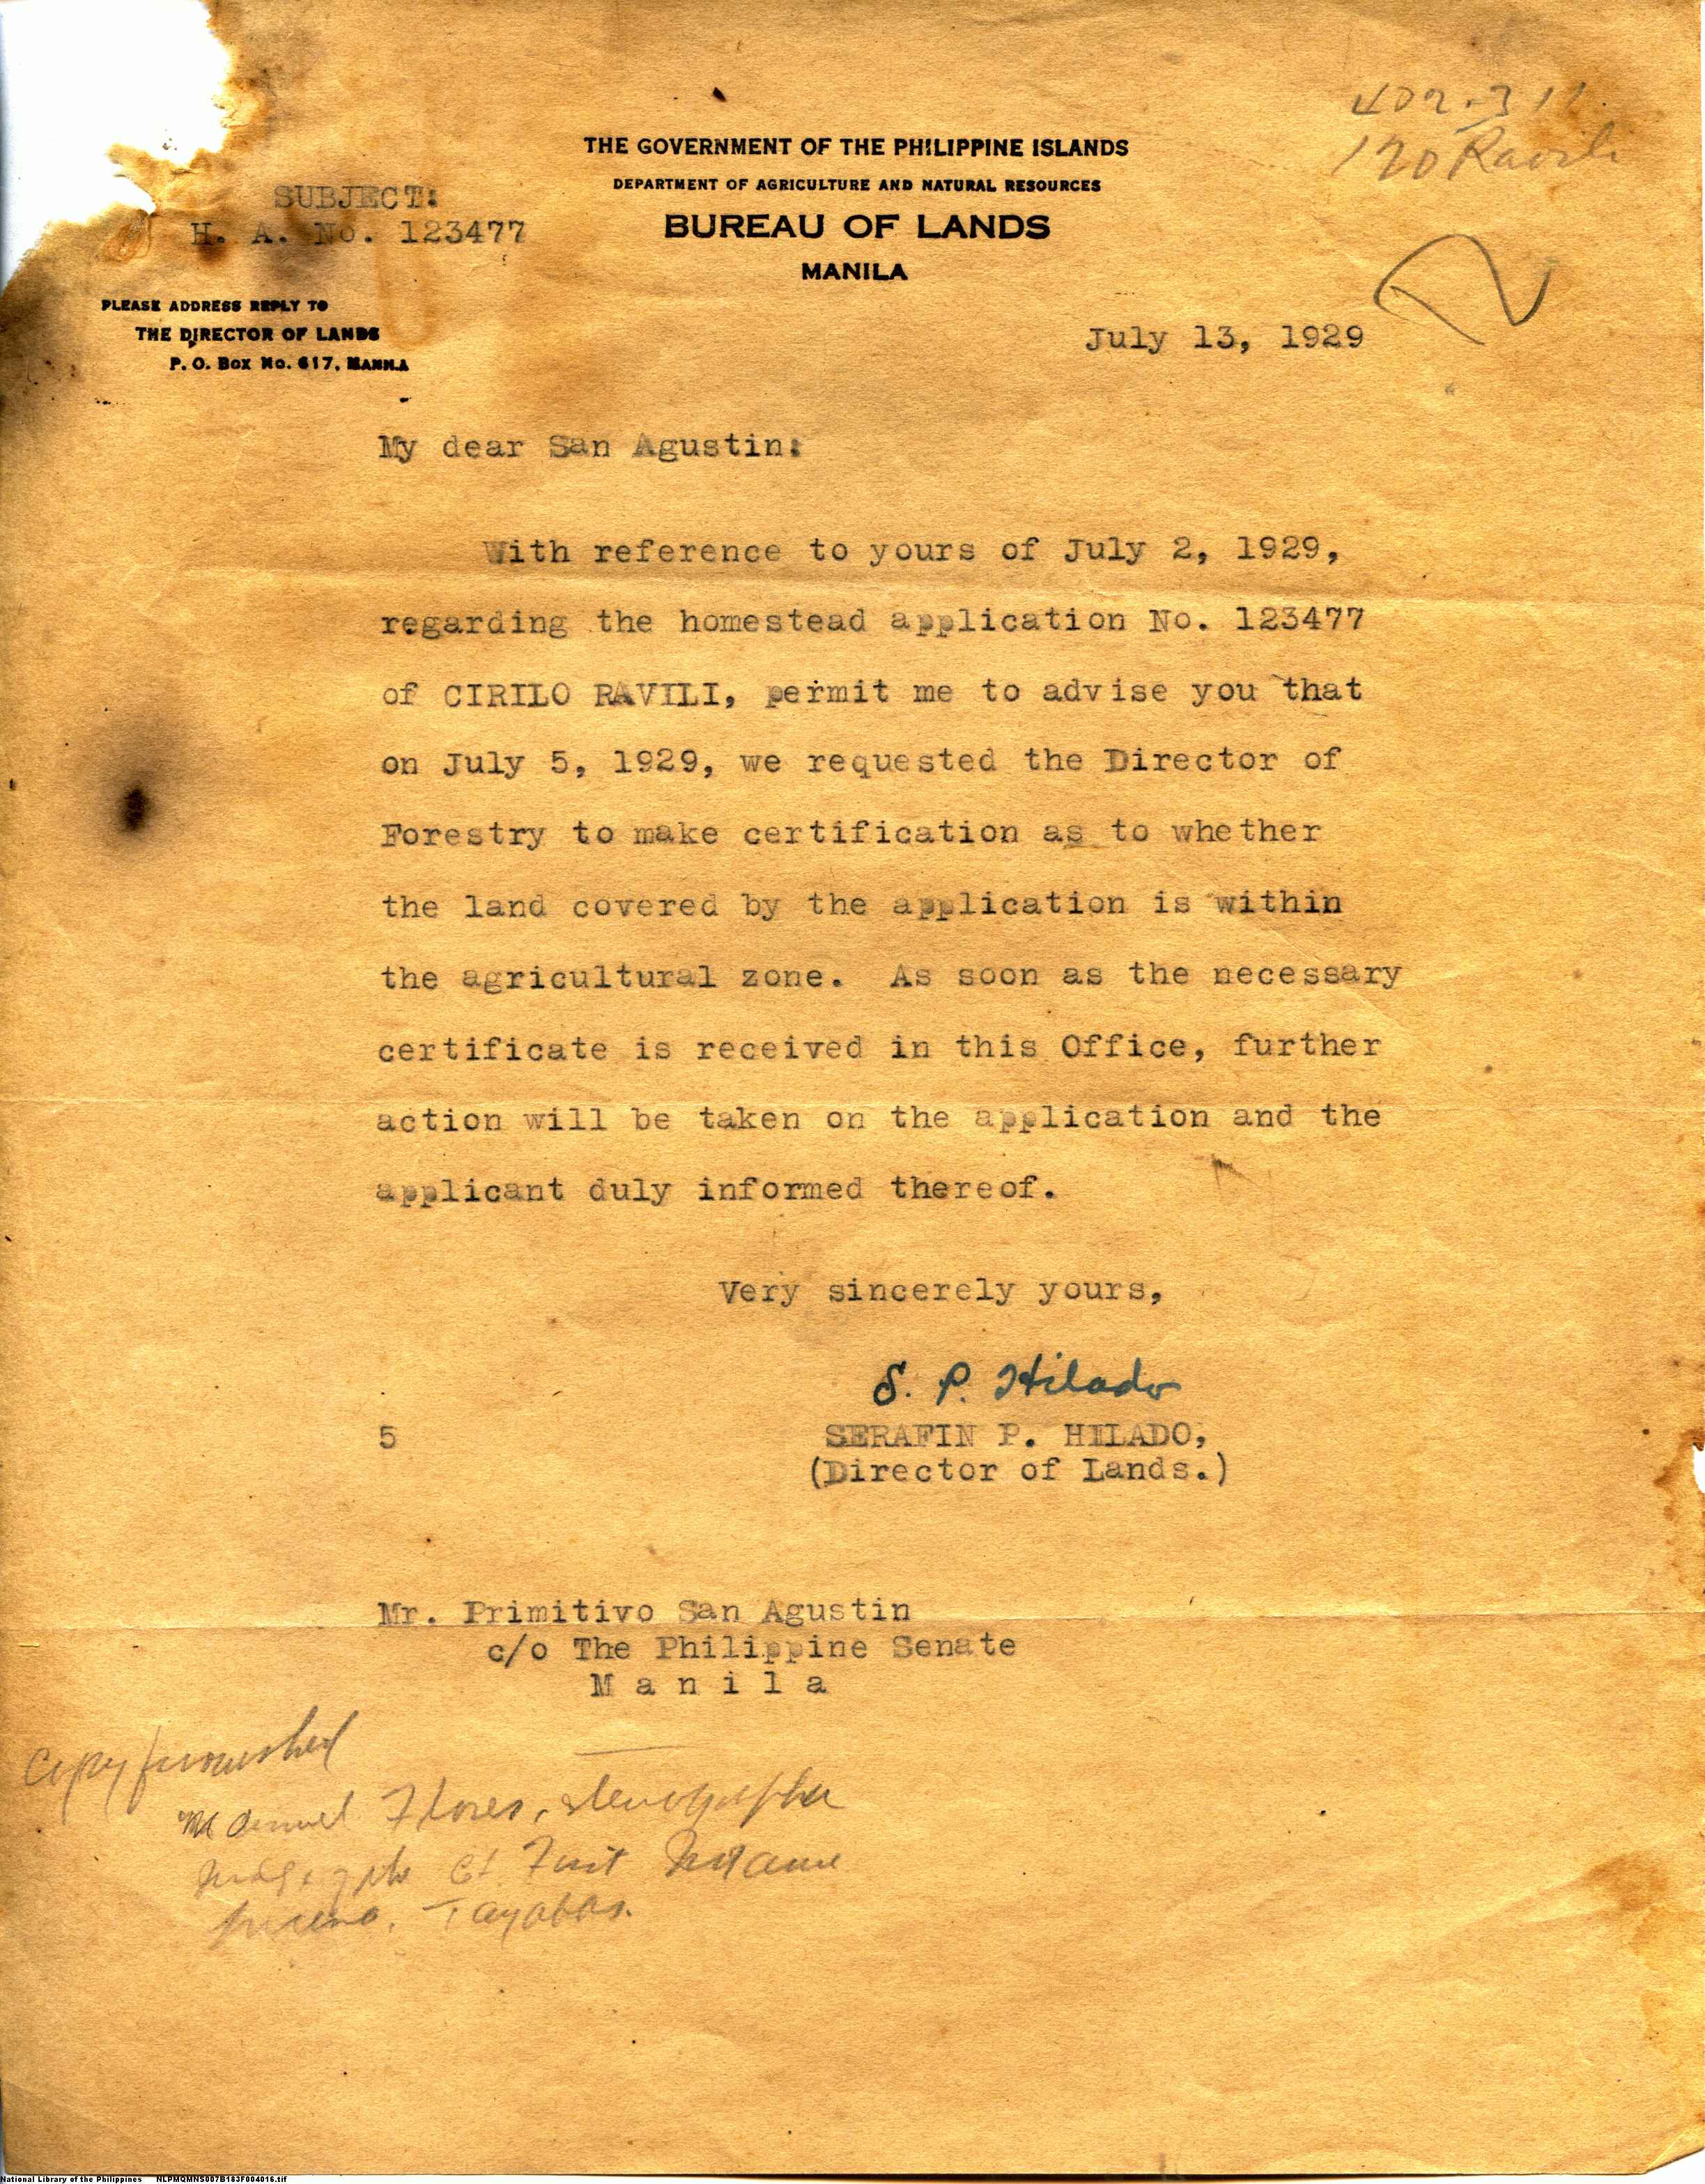 402-311
120 Ravili
THE GOVERNMENT OF THE PHILIPPINE ISLANDS
DEPARTMENT OF AGRICULTURE AND NATURAL RESOURCES
BUREAU OF LANDS
MANILA
SUBJECT:
H. A. No. 123477
PLEASE ADDRESS REPLY TO
THE DIRECTOR OF LANDS
P. O. BOX NO. 617, MANILA
July 13, 1929
My dear San Agustin:
With reference to yours of July 2, 1929,
regarding the homestead application No. 123477
of CIRILO RAVILI, permit me to advise you that
on July 5, 1929, we requested the Director of
Forestry to make certification as to whether
the land covered by the application is within
the agricultural zone. As soon as the necessary
certificate is received in this Office, further
action will be taken on the application and the
applicant duly informed thereof.
Very sincerely yours,
S. P. Hilado
5
SERAFIN P. HILADO,
(Director of Lands.)
Mr. Primitivo San Agustin
c/o The Philippine Senate
M a n i l a
Copy furnished
Flores, stenographer
Tayabas.
National Library of the Philippines NLPMQMNS007B183F004016.tif